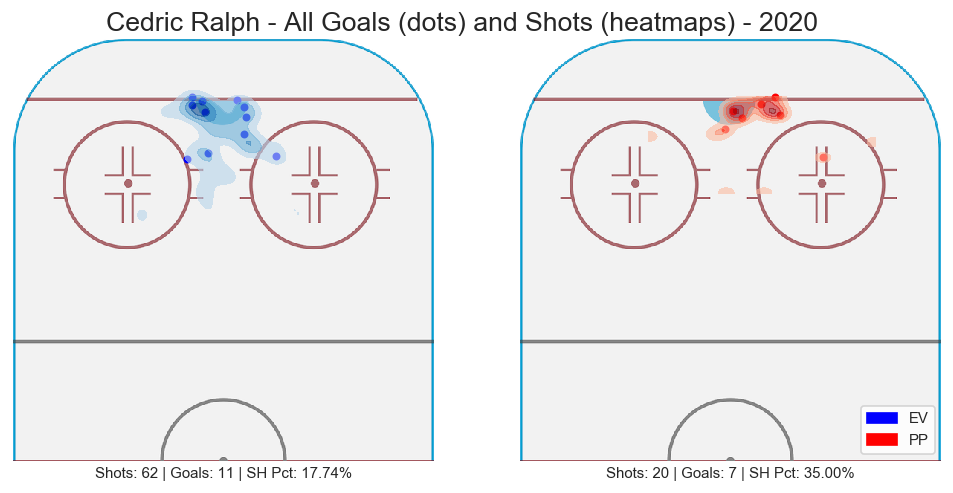 Cedric Ralph - All Goals (dots) and Shots (heatmaps) - 2020
EV
PP
Shots: 62 | Goals: 11 | SH Pct: 17.74%
Shots: 20 | Goals: 7 | SH Pct: 35.00%